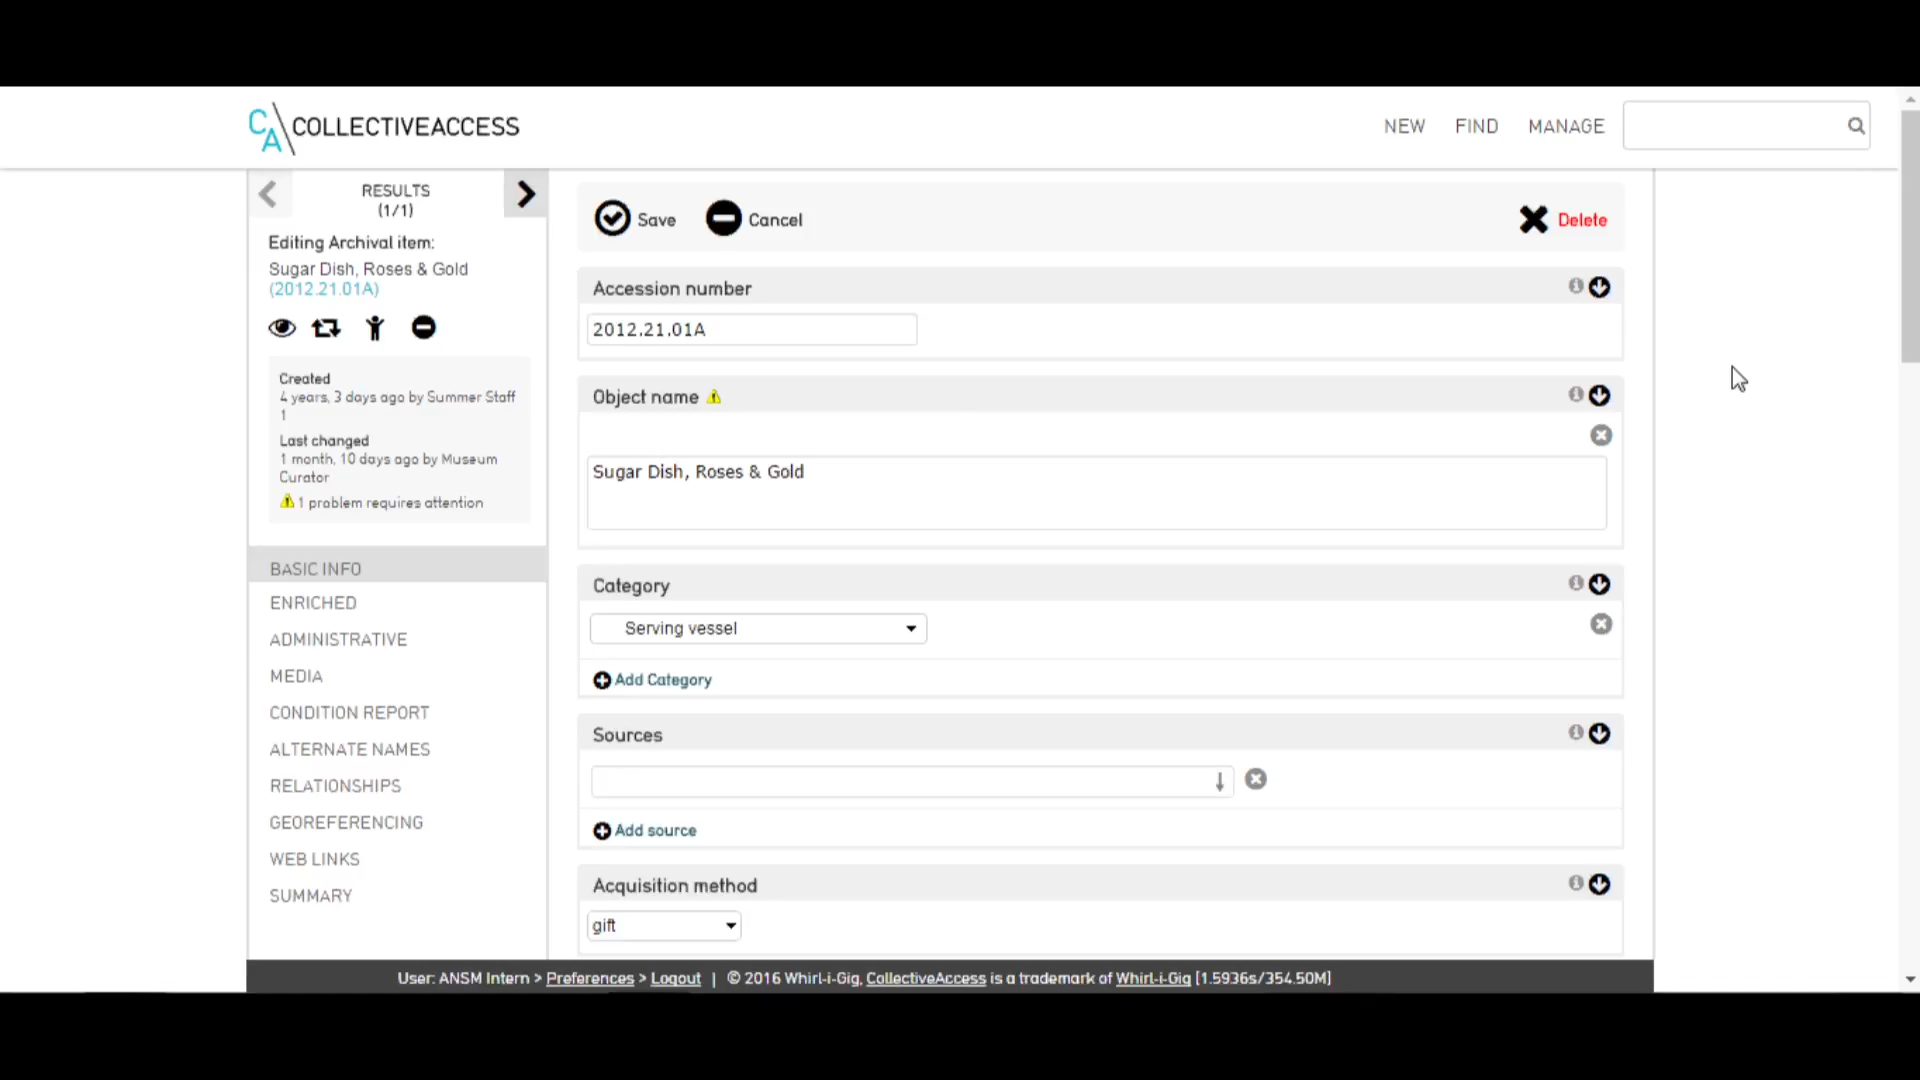 CA COLLECTIVEACCESS
NEW FIND MANAGE
RESULTS
(1/1)
Editing Archival item:
Sugar Dish, Roses & Gold
(2012.21.01A)
Created
4 years, 3 days ago by Summer Staff
1
Last changed
1 month, 10 days ago by Museum
Curator
1 problem requires attention
BASIC INFO
ENRICHED
ADMINISTRATIVE
MEDIA
CONDITION REPORT
ALTERNATE NAMES
RELATIONSHIPS
GEOREFERENCING
WEB LINKS
SUMMARY
Save Cancel Delete
Accession number
2012.21.01A
Object name
Sugar Dish, Roses & Gold
Category
Serving vessel
Add Category
Sources
Add source
Acquisition method
gift
User: ANSM Intern > Preferences > Logout | © 2016 Whirl-i-Gig, CollectiveAccess is a trademark of Whirl-i-Gig [1.5936s/354.50M]